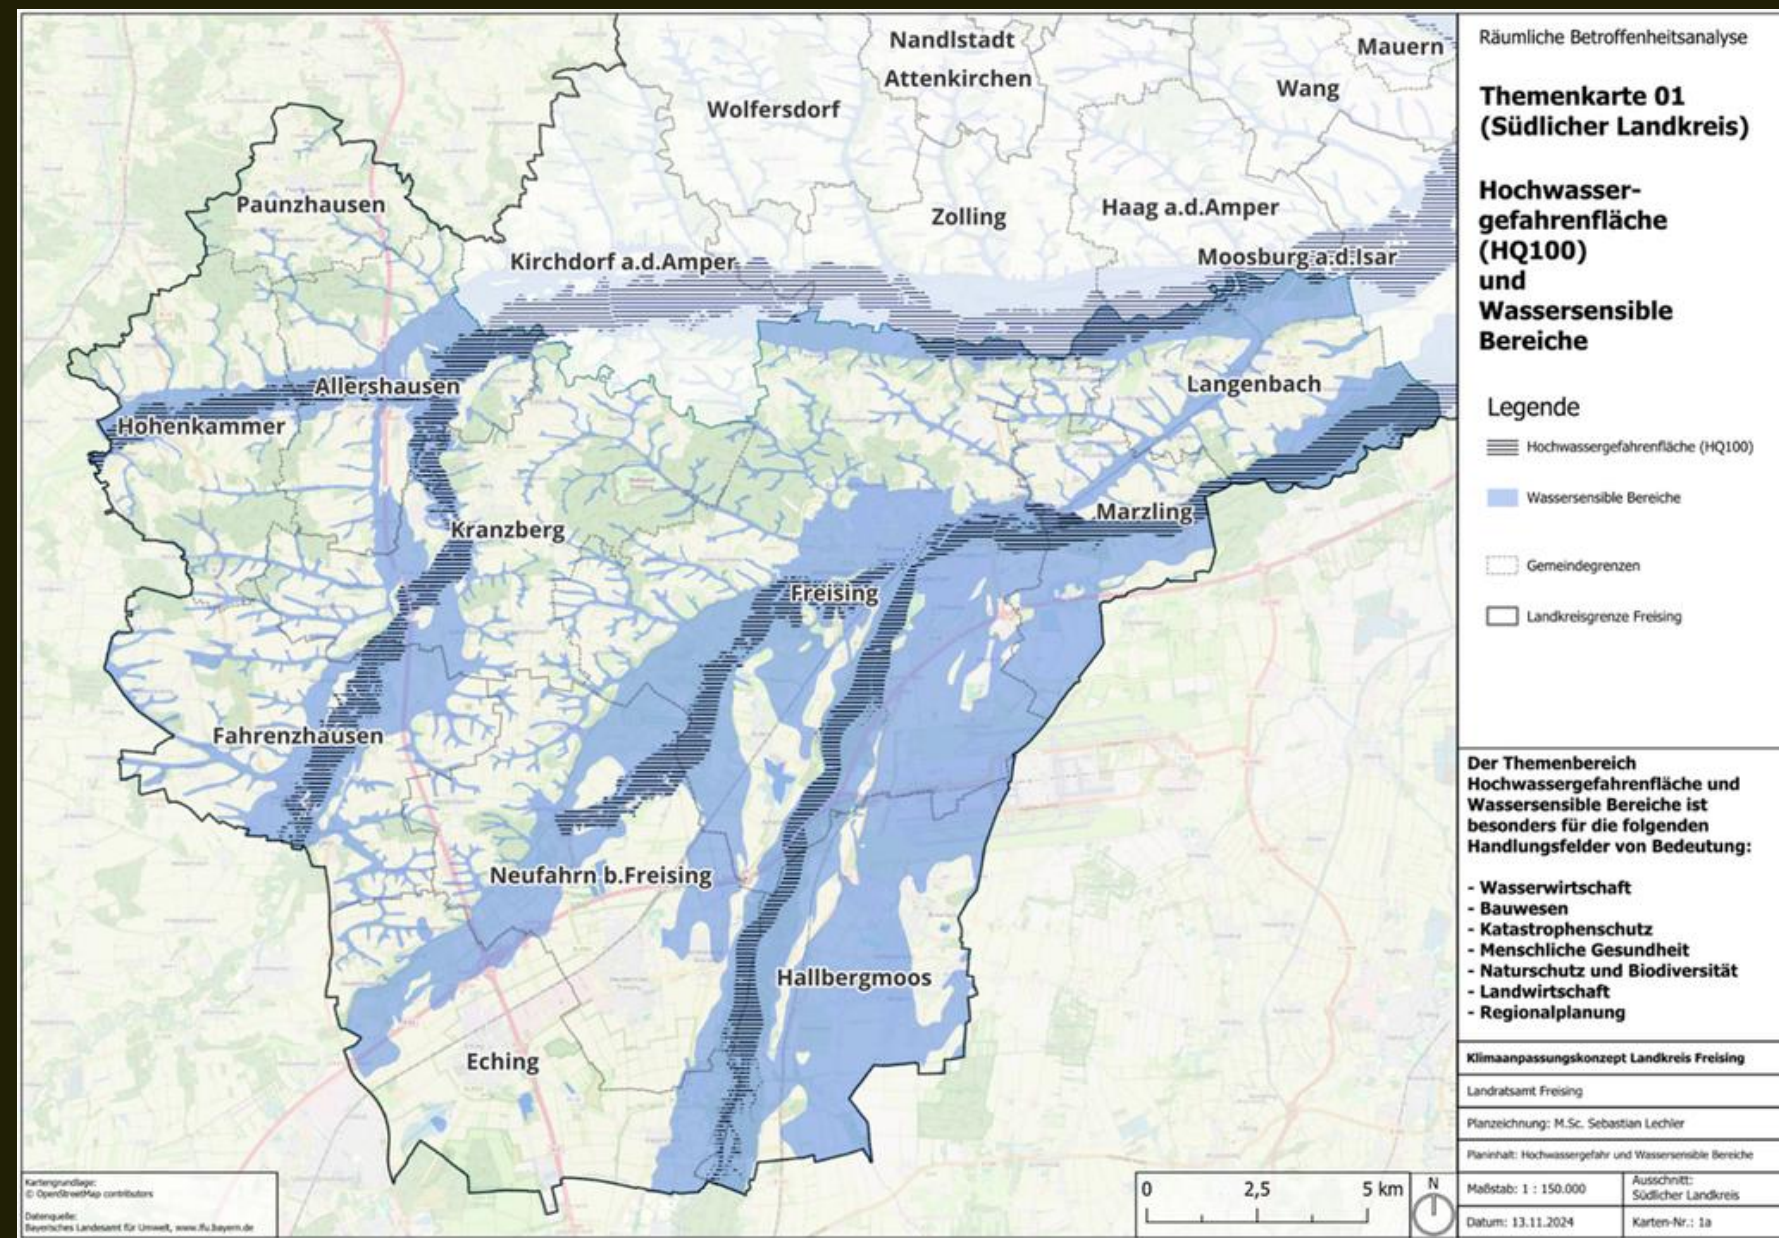 Nandlstadt
Attenkirchen
Mauern
Wang
Wolfersdorf
Paunzhausen
Zolling
Haag a.d.Amper
Kirchdorf a.d.Amper
Moosburg a.d.Isar
Allershausen
Langenbach
Hohenkammer
Kranzberg
Marzling
Freising
Fahrenzhausen
Neufahrn b.Freising
Hallbergmoos
Eching
Kartengrundlage:
© OpenStreetMap contributors
Datenquelle:
Bayerisches Landesamt für Umwelt, www.lfu.bayern.de
0 2,5 5 km
N
Räumliche Betroffenheitsanalyse
Themenkarte 01
(Südlicher Landkreis)
Hochwasser-
gefahrenfläche
(HQ100)
und
Wassersensible
Bereiche
Legende
Hochwassergefahrenfläche (HQ100)
Wassersensible Bereiche
Gemeindegrenzen
Landkreisgrenze Freising
Der Themenbereich
Hochwassergefahrenfläche und
Wassersensible Bereiche ist
besonders für die folgenden
Handlungsfelder von Bedeutung:
- Wasserwirtschaft
- Bauwesen
- Katastrophenschutz
- Menschliche Gesundheit
- Naturschutz und Biodiversität
- Landwirtschaft
- Regionalplanung
Klimaanpassungskonzept Landkreis Freising
Landratsamt Freising
Planzeichnung: M.Sc. Sebastian Lechler
Planinhalt: Hochwassergefahr und Wassersensible Bereiche
Maßstab: 1 : 150.000
Ausschnitt:
Südlicher Landkreis
Datum: 13.11.2024
Karten-Nr.: 1a